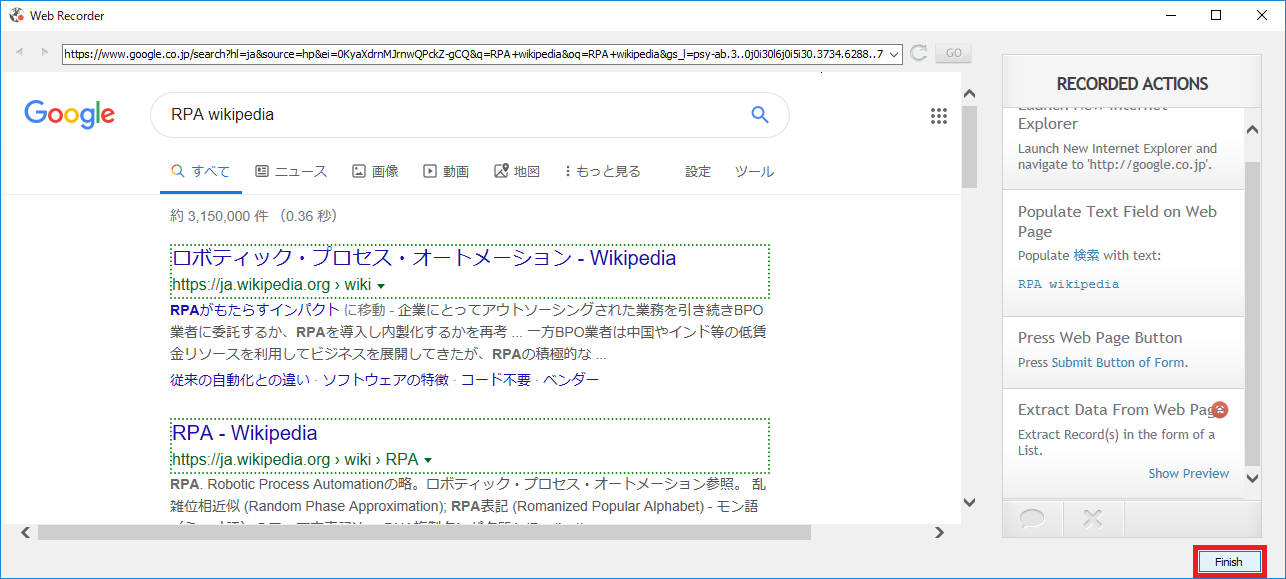 Web Recorder
https://www.google.co.jp/search?hl=ja&source=hp&ei=0KyaXdrnMJrnwQPckZ-gCQ&q=RPA+wikipedia&oq=RPA+wikipedia&gs_l=psy-ab.3..0j0i30l6j0i5i30.3734.6288..7
GO
Google
RPA wikipedia
すべて ニュース 画像 動画 地図 もっと見る 設定 ツール
約 3,150,000 件 （0.36 秒）
ロボティック・プロセス・オートメーション - Wikipedia
https://ja.wikipedia.org › wiki
RPAがもたらすインパクト に移動 - 企業にとってアウトソーシングされた業務を引き続きBPO
業者に委託するか、RPAを導入し内製化するかを再考 ... 一方BPO業者は中国やインド等の低賃
金リソースを利用してビジネスを展開してきたが、RPAの積極的な ...
従来の自動化との違い · ソフトウェアの特徴 · コード不要 · ベンダー
RPA - Wikipedia
https://ja.wikipedia.org › wiki › RPA
RPA. Robotic Process Automationの略。ロボティック・プロセス・オートメーション参照。 乱
雑位相近似 (Random Phase Approximation); RPA表記 (Romanized Popular Alphabet) - モン語
RECORDED ACTIONS
Launch New Internet
Explorer
Launch New Internet Explorer and
navigate to 'http://google.co.jp'.
Populate Text Field on Web
Page
Populate 検索 with text:
RPA wikipedia
Press Web Page Button
Press Submit Button of Form.
Extract Data From Web Page
Extract Record(s) in the form of a
List.
Show Preview
Finish